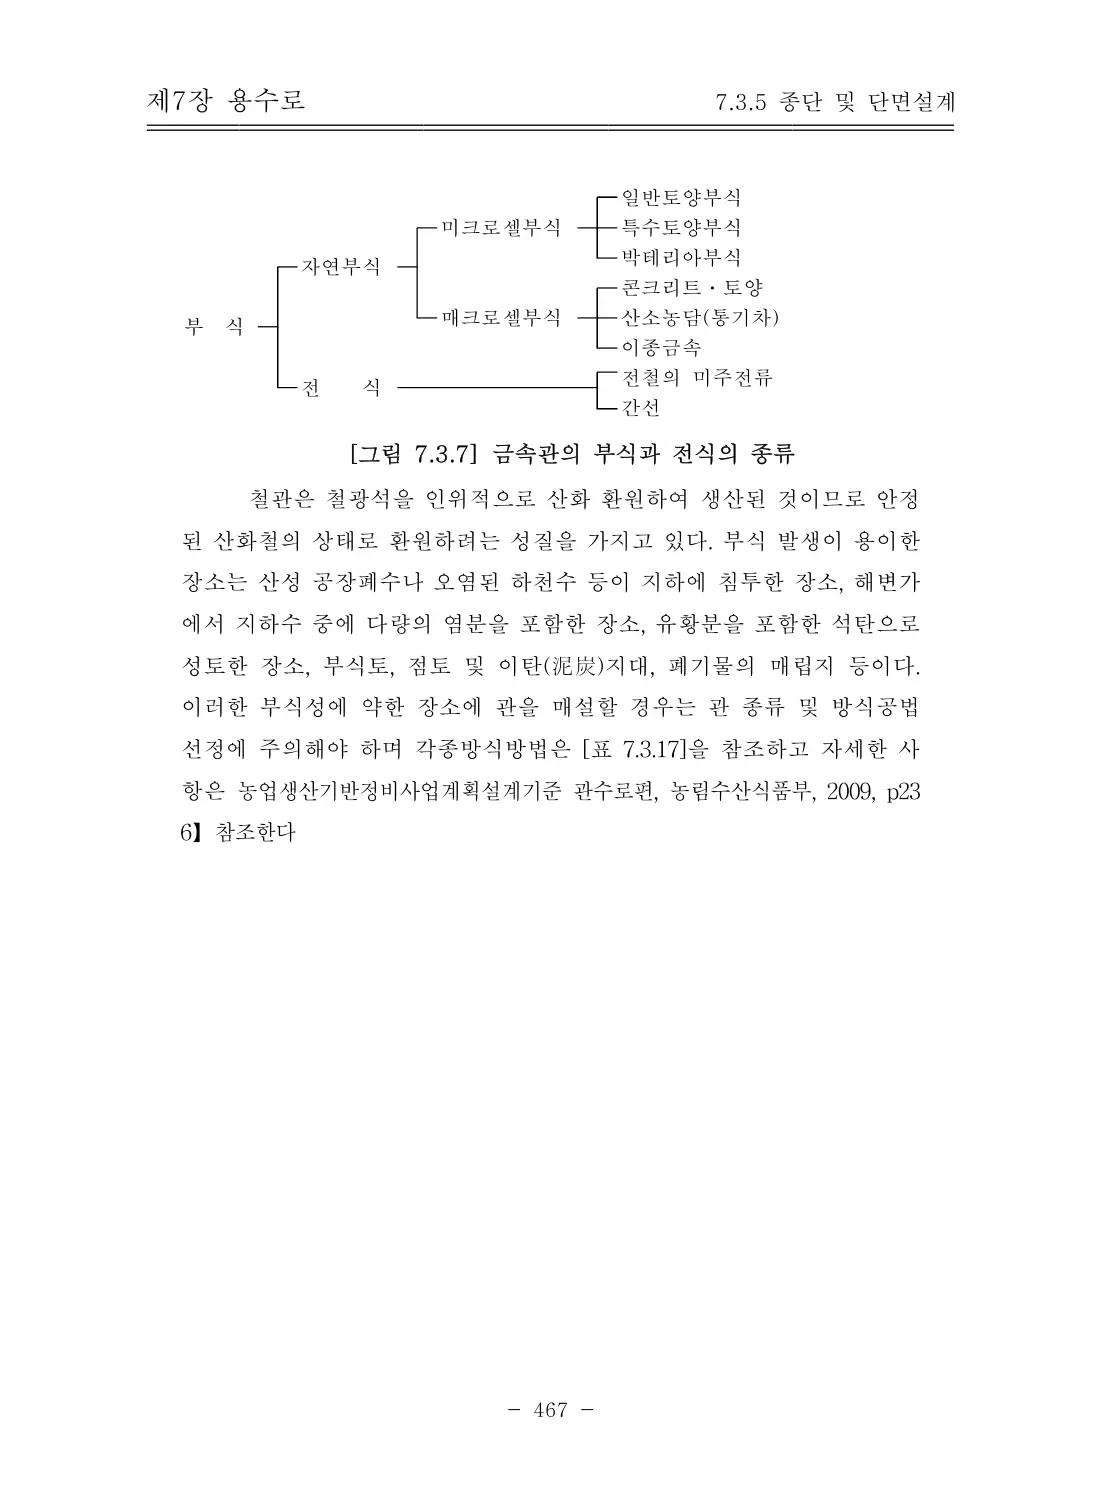 제7장 용수로
7.3.5 종단 및 단면설계
일반토양부식
미크로셀부식
특수토양부식
박테리아부식
자연부식
콘크리트·토양
매크로셀부식
산소농담(통기차)
부 식
이종금속
전철의 미주전류
전 식
간선
[그림 7.3.7] 금속관의 부식과 전식의 종류
철관은 철광석을 인위적으로 산화 환원하여 생산된 것이므로 안정
된 산화철의 상태로 환원하려는 성질을 가지고 있다. 부식 발생이 용이한
장소는 산성 공장폐수나 오염된 하천수 등이 지하에 침투한 장소, 해변가
에서 지하수 중에 다량의 염분을 포함한 장소, 유황분을 포함한 석탄으로
성토한 장소, 부식토, 점토 및 이탄(泥炭)지대, 폐기물의 매립지 등이다.
이러한 부식성에 약한 장소에 관을 매설할 경우는 관 종류 및 방식공법
선정에 주의해야 하며 각종방식방법은 [표 7.3.17]을 참조하고 자세한 사
항은 농업생산기반정비사업계획설계기준 관수로편, 농림수산식품부, 2009, p23
6】참조한다
- 467 -